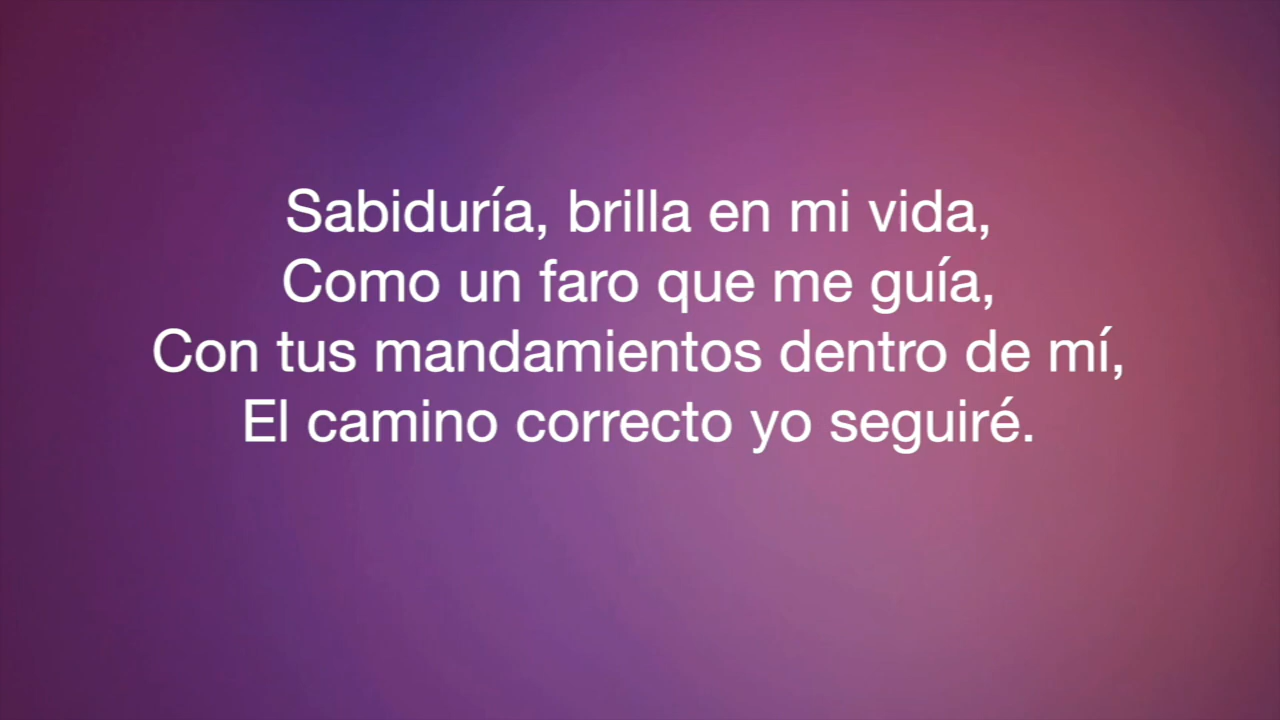 Sabiduría, brilla en mi vida,
Como un faro que me guía,
Con tus mandamientos dentro de mí,
El camino correcto yo seguiré.